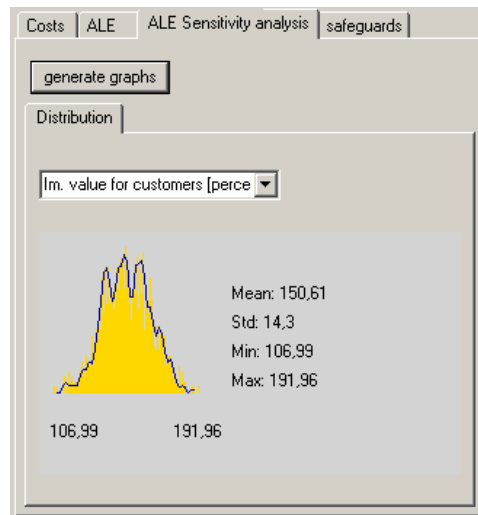 Costs ALE ALE Sensitivity analysis safeguards
generate graphs
Distribution
Im. value for customers [perce
Mean: 150,61
Std: 14,3
Min: 106,99
Max: 191,96
106,99 191,96